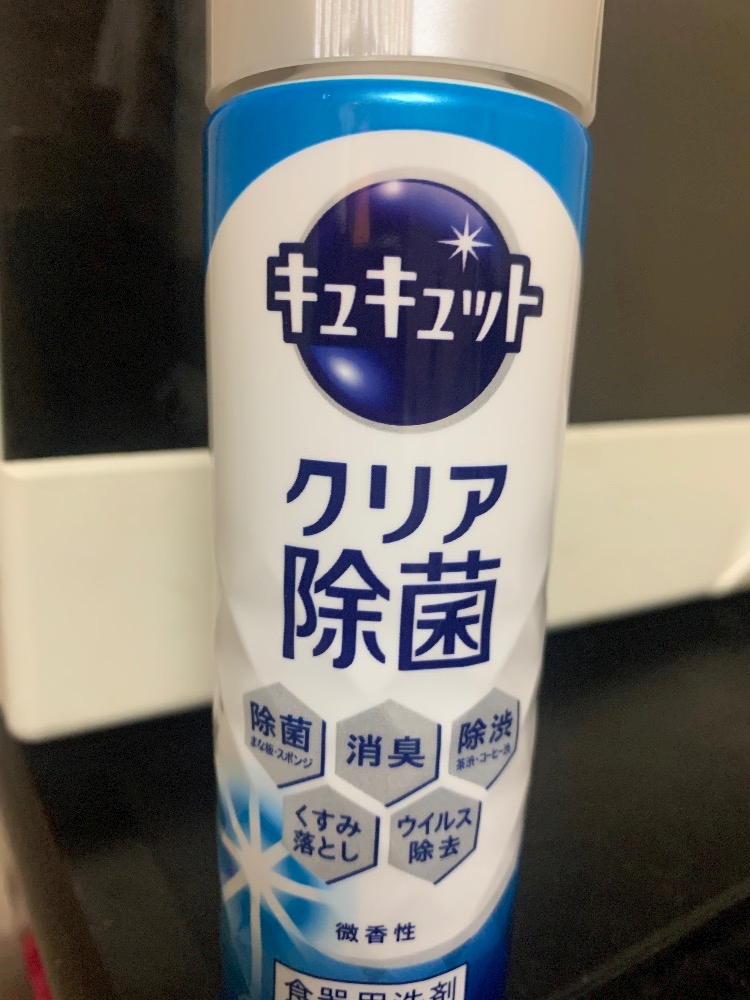 キュキュット
クリア
除菌
除菌
まな板・スポンジ
消臭
除渋
茶渋・コーヒー渋
くすみ
落とし
ウイルス
除去
微香性
食器用洗剤